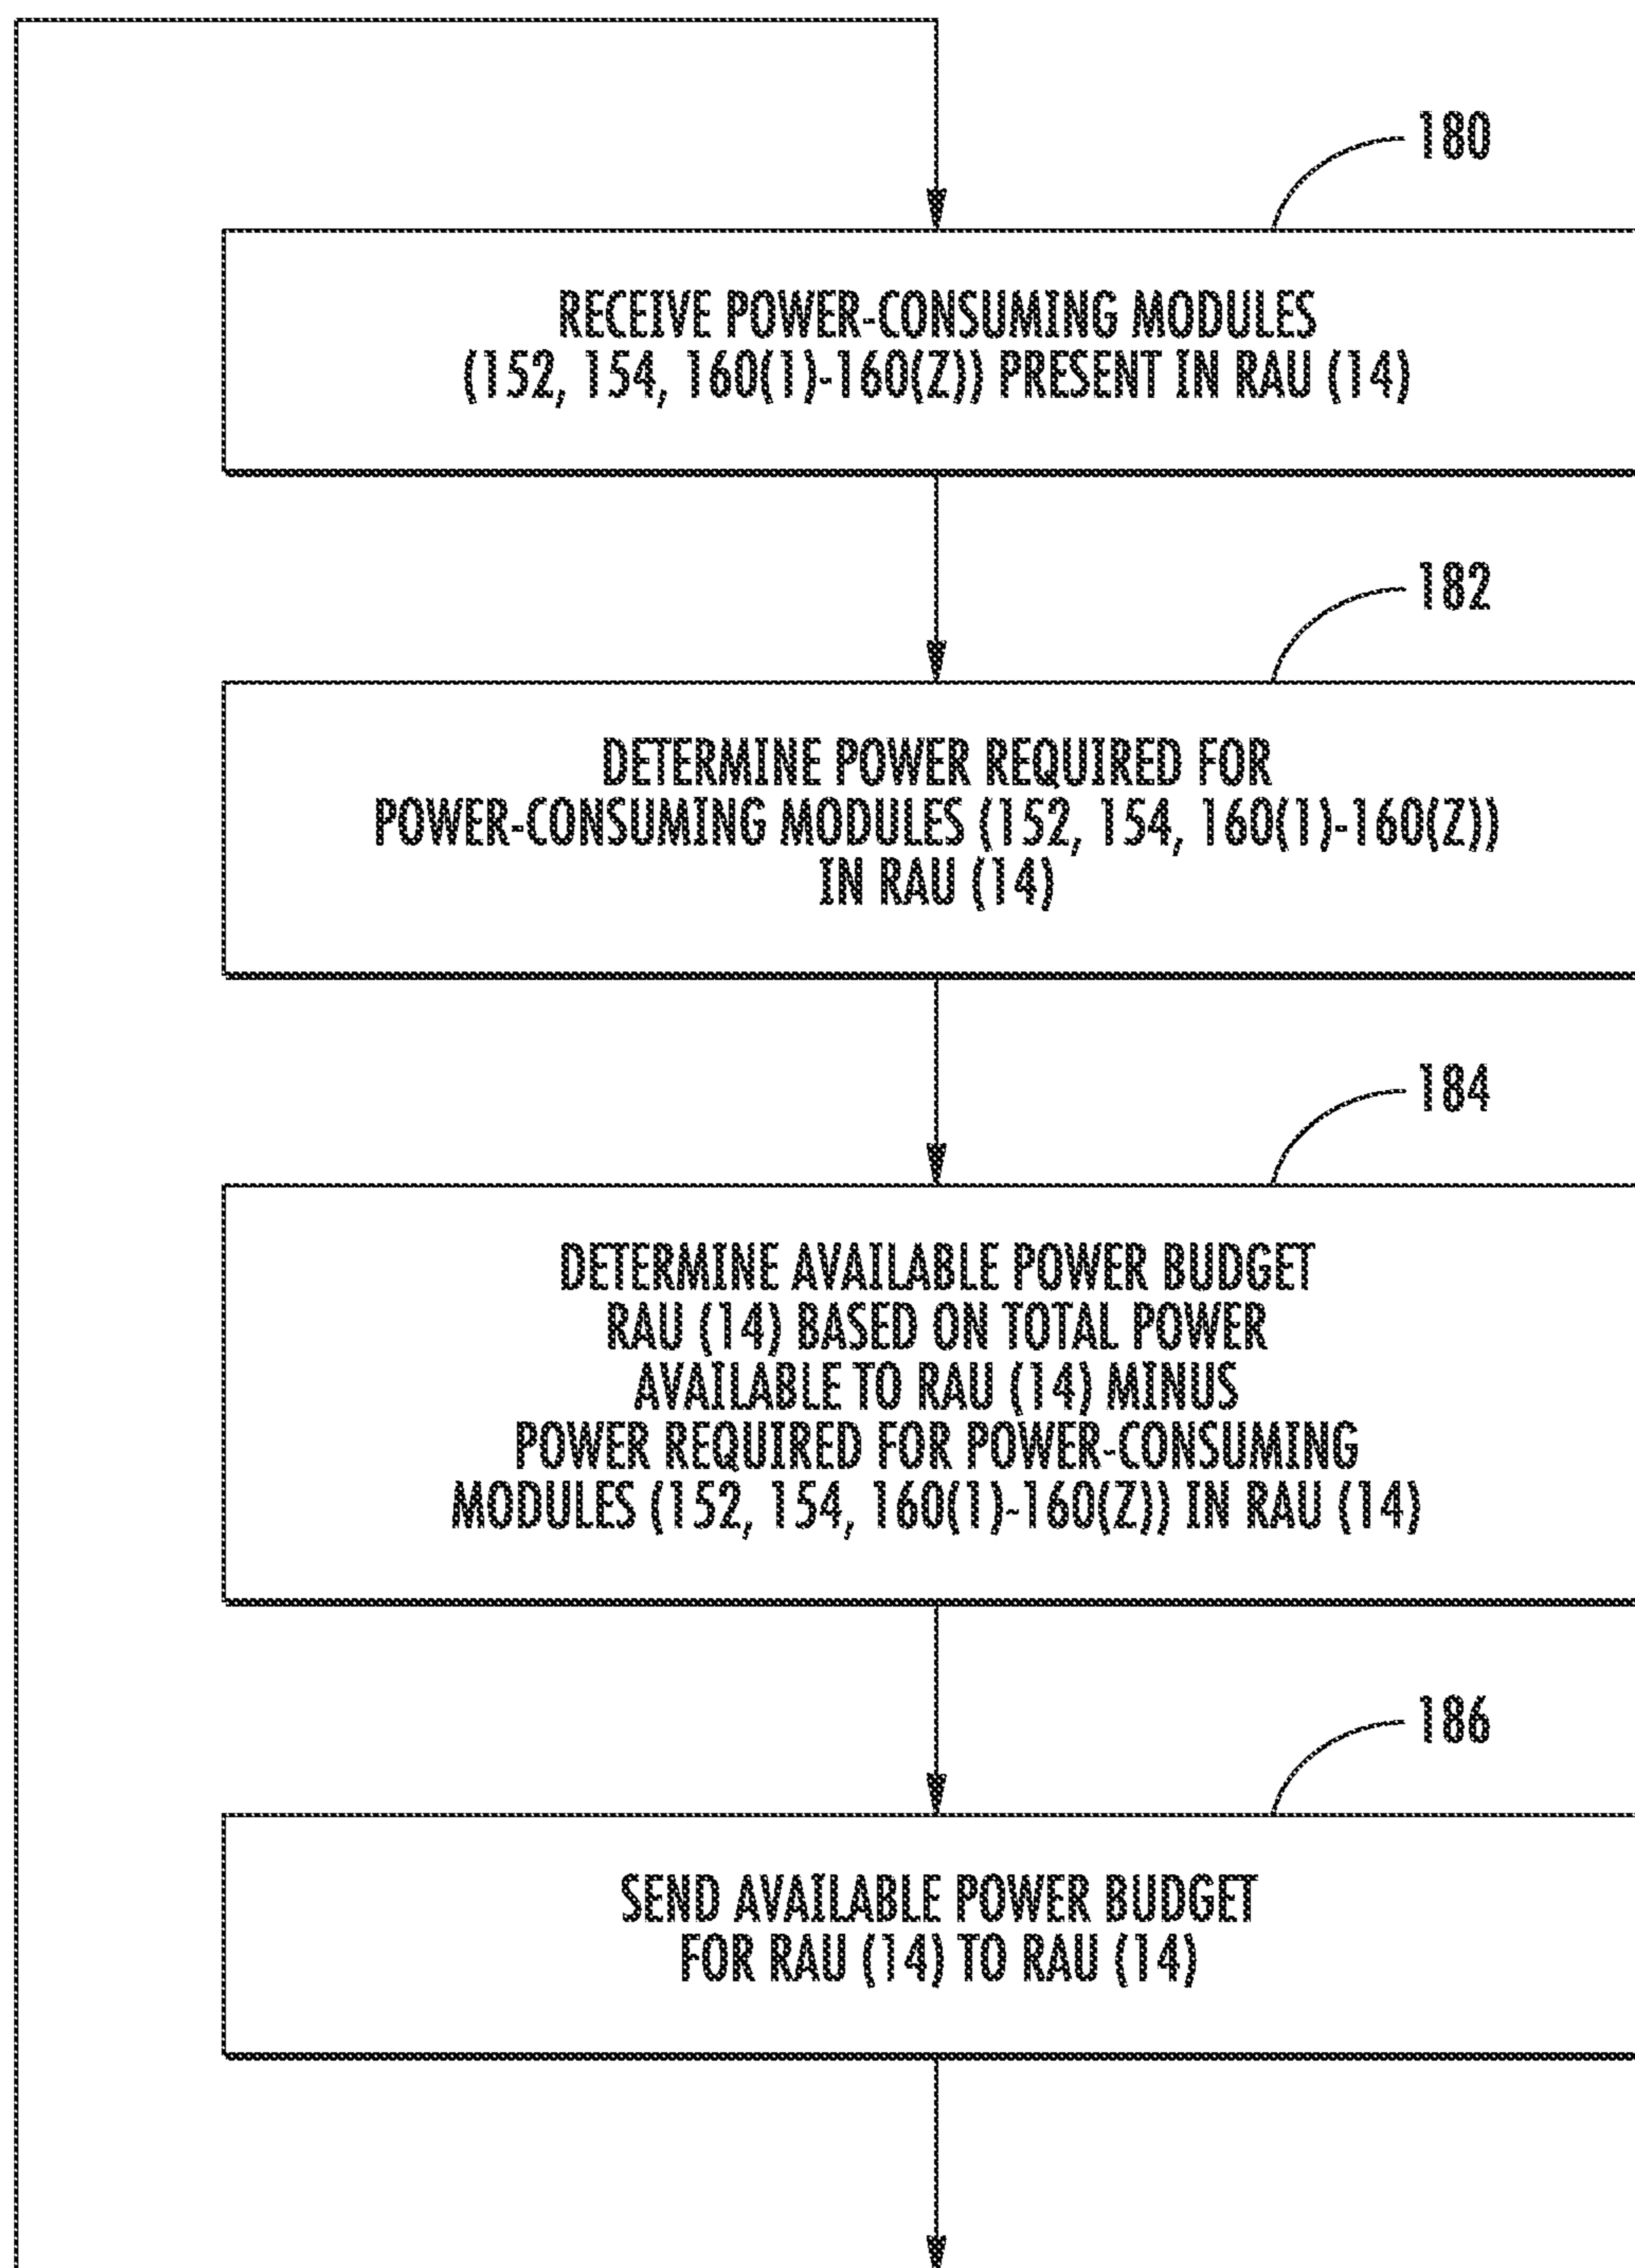 180
RECEIVE POWER-CONSUMING MODULES
(152, 154, 160(1)-160(Z)) PRESENT IN RAU (14)
182
DETERMINE POWER REQUIRED FOR
POWER-CONSUMING MODULES (152, 154, 160(1)-160(Z))
IN RAU (14)
184
DETERMINE AVAILABLE POWER BUDGET
RAU (14) BASED ON TOTAL POWER
AVAILABLE TO RAU (14) MINUS
POWER REQUIRED FOR POWER-CONSUMING
MODULES (152, 154, 160(1)-160(Z)) IN RAU (14)
186
SEND AVAILABLE POWER BUDGET
FOR RAU (14) TO RAU (14)